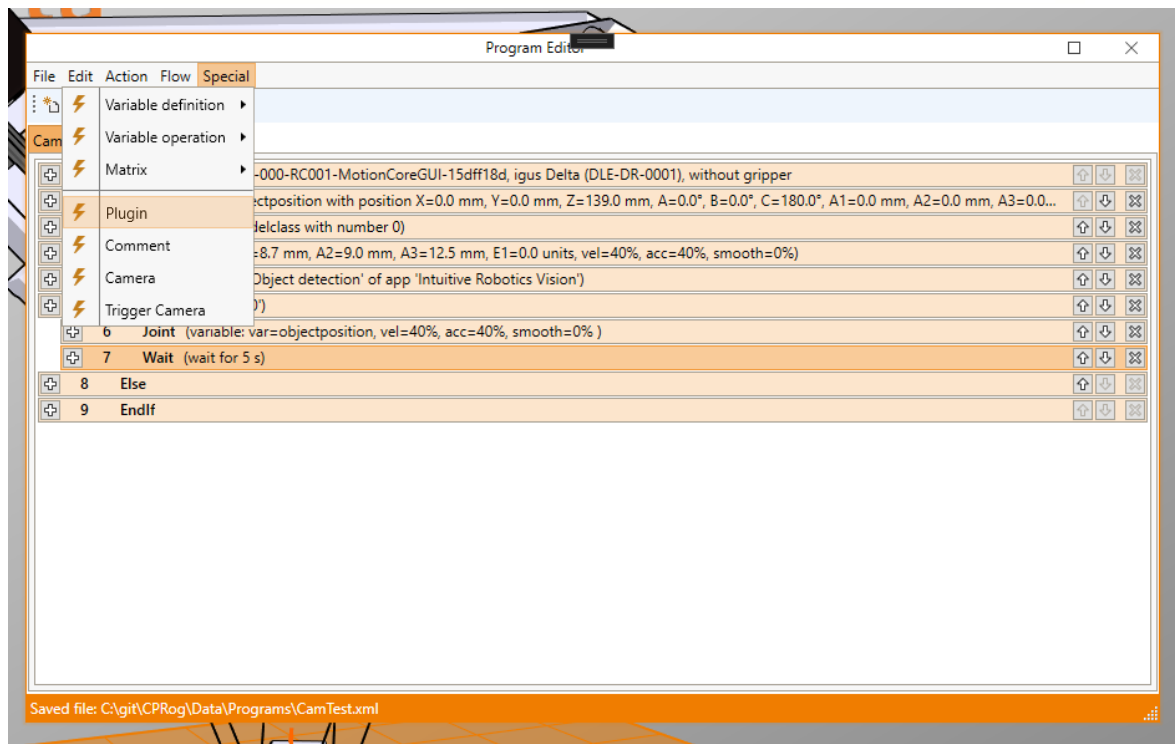 Program Editor
File Edit Action Flow Special
Variable definition
Cam
Variable operation
Matrix
-000-RC001-MotionCoreGUI-15dff18d, igus Delta (DLE-DR-0001), without gripper
ectposition with position X=0.0 mm, Y=0.0 mm, Z=139.0 mm, A=0.0°, B=0.0°, C=180.0°, A1=0.0 mm, A2=0.0 mm, A3=0.0...
Plugin
delclass with number 0)
Comment
=8.7 mm, A2=9.0 mm, A3=12.5 mm, E1=0.0 units, vel=40%, acc=40%, smooth=0%)
Camera
Object detection' of app 'Intuitive Robotics Vision')
Trigger Camera
0')
6 Joint (variable: var=objectposition, vel=40%, acc=40%, smooth=0% )
7 Wait (wait for 5 s)
8 Else
9 EndIf
Saved file: C:\git\CPRog\Data\Programs\CamTest.xml